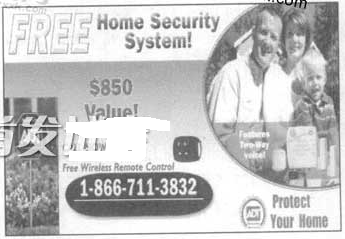 FREE Home Security
System!
$850
Value!
Features
Two-Way
Voice!
Free Wireless Remote Control
1-866-711-3832
ADT
Protect
Your Home